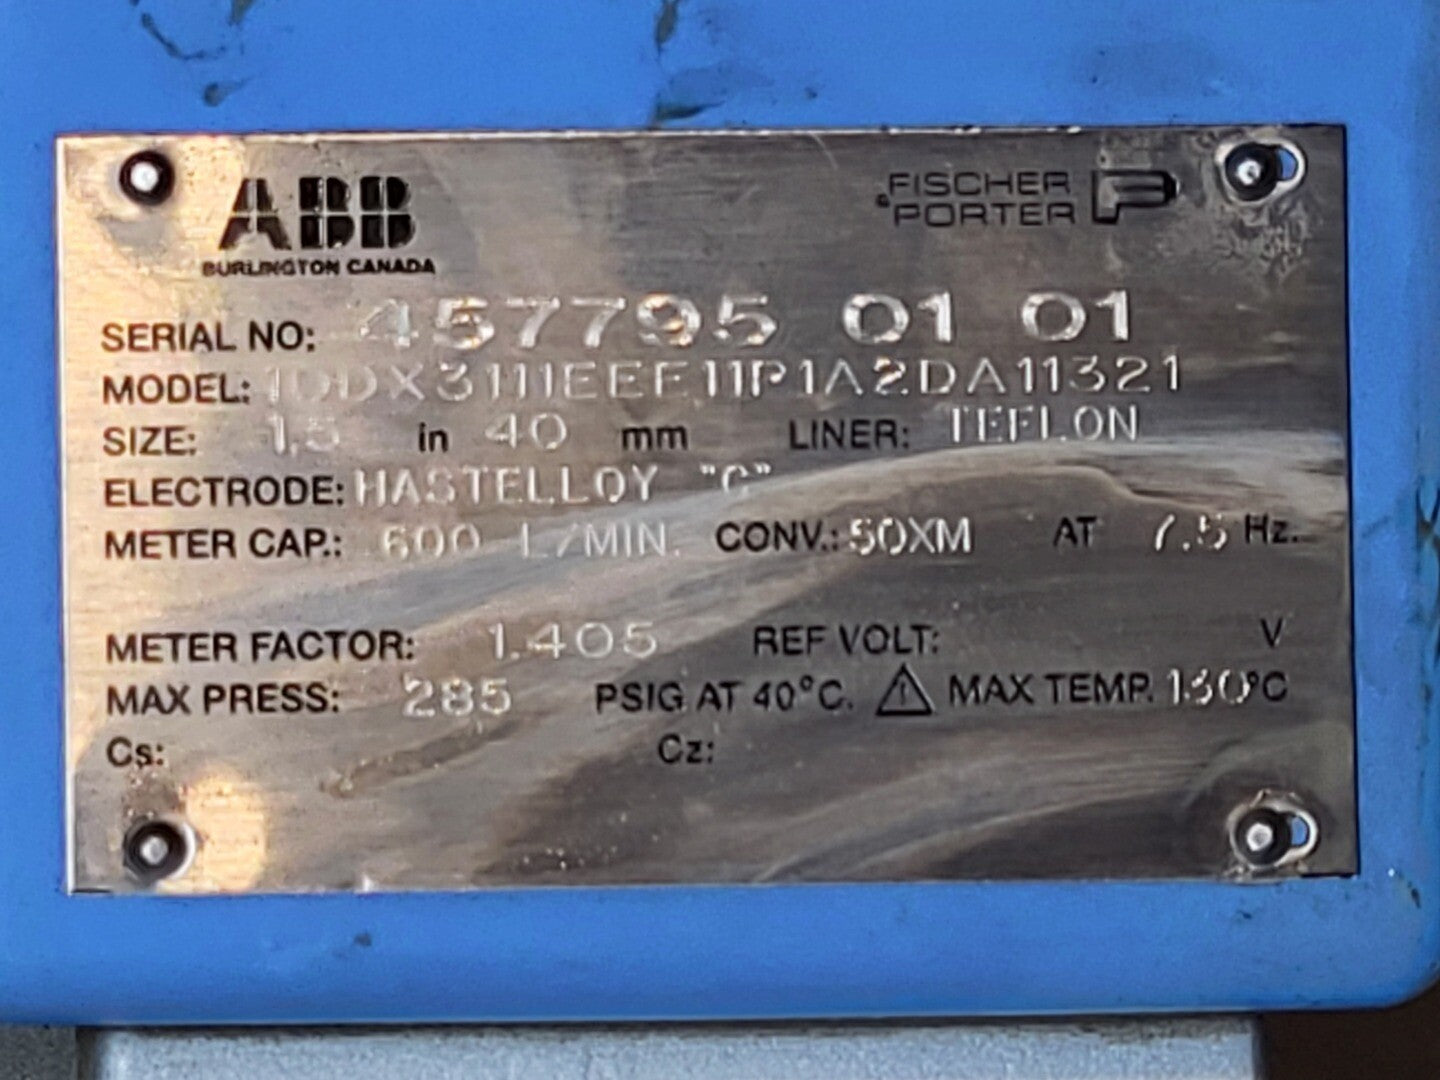 ABB
BURLINGTON CANADA
FISCHER
PORTER
SERIAL NO: 457795 01 01
MODEL: 10DX3111EEE11P1A2DA11321
SIZE: 1.5 in 40 mm LINER: TEFLON
ELECTRODE: HASTELLOY "C"
METER CAP.: 600 L/MIN. CONV.: 50XM AT 7.5 Hz.
METER FACTOR: 1.405 REF VOLT: V
MAX PRESS: 285 PSIG AT 40°C. MAX TEMP. 130°C
Cs: Cz: